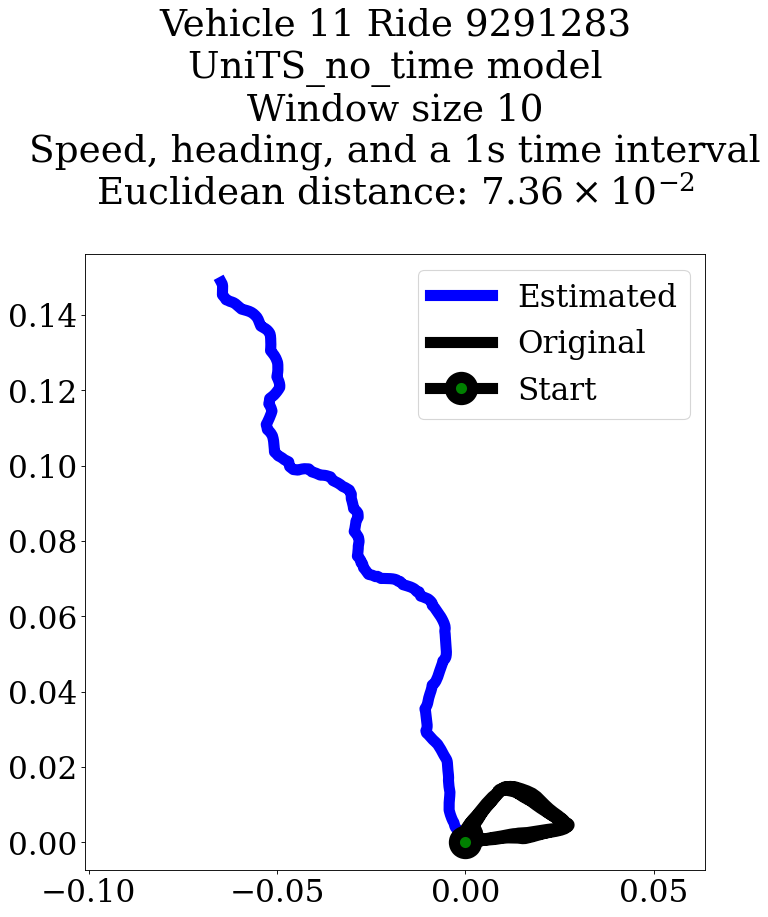 Vehicle 11 Ride 9291283
UniTS_no_time model
Window size 10
Speed, heading, and a 1s time interval
Euclidean distance: 7.36 × 10⁻²
Estimated
Original
Start
0.14
0.12
0.10
0.08
0.06
0.04
0.02
0.00
−0.10 −0.05 0.00 0.05